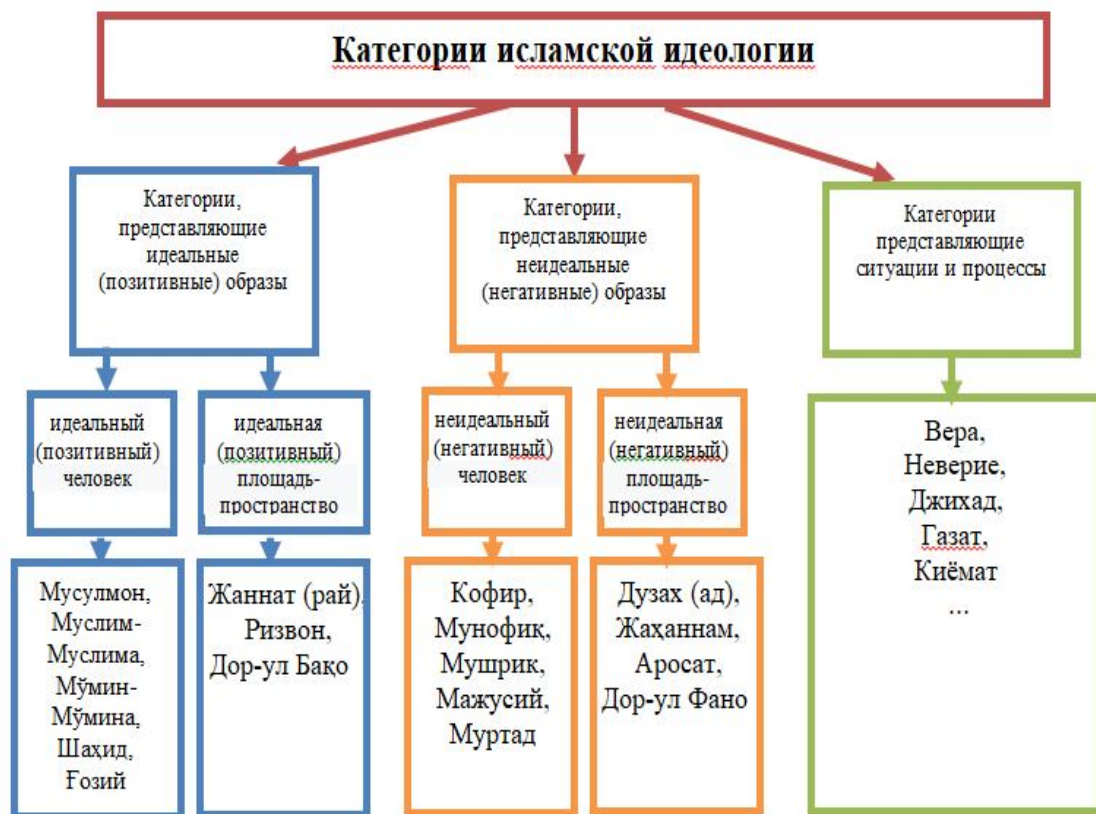 Категории исламской идеологии
Категории,
представляющие
идеальные
(позитивные) образы
Категории,
представляющие
неидеальные
(негативные) образы
Категории
представляющие
ситуации и процессы
идеальный
(позитивный)
человек
идеальная
(позитивный)
площадь-
пространство
неидеальный
(негативный)
человек
неидеальная
(негативный)
площадь-
пространство
Мусулмон,
Муслим-
Муслима,
Мўмин-
Мўмина,
Шаҳид,
Ғозий
Жаннат (рай),
Ризвон,
Дор-ул Бақо
Кофир,
Мунофиқ,
Мушрик,
Мажусий,
Муртад
Дузах (ад),
Жаҳаннам,
Аросат,
Дор-ул Фано
Вера,
Неверие,
Джихад,
Газат,
Киёмат
...